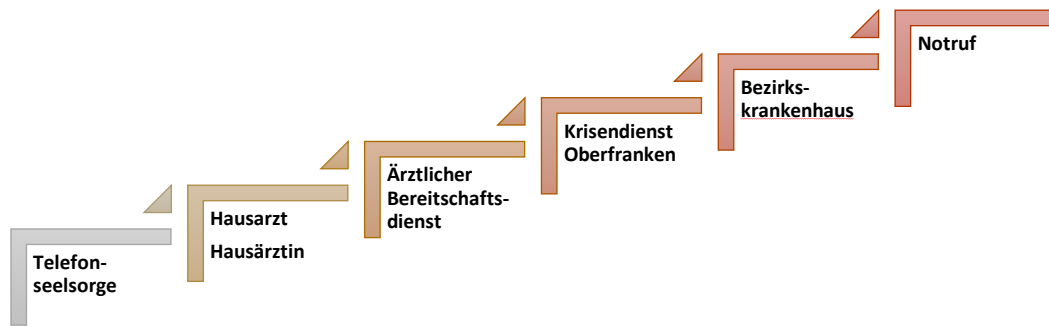 Telefon-
seelsorge
Hausarzt
Hausärztin
Ärztlicher
Bereitschafts-
dienst
Krisendienst
Oberfranken
Bezirks-
krankenhaus
Notruf